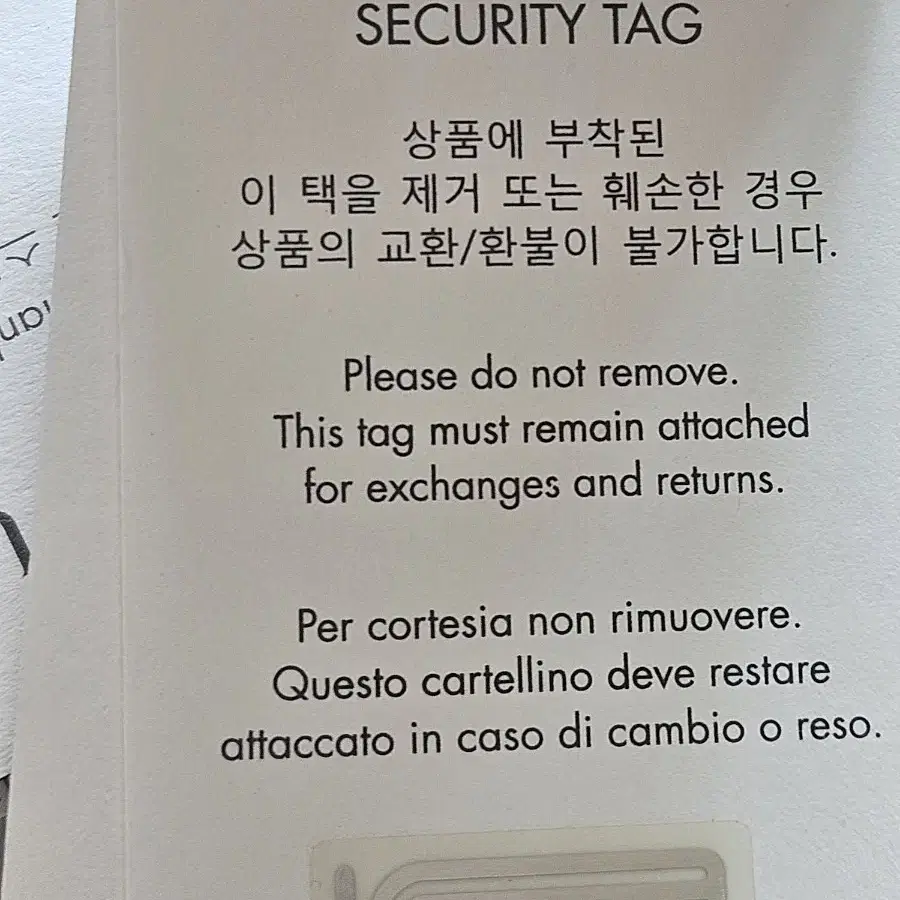 SECURITY TAG
상품에 부착된
이 택을 제거 또는 훼손한 경우
상품의 교환/환불이 불가합니다.
Please do not remove.
This tag must remain attached
for exchanges and returns.
Per cortesia non rimuovere.
Questo cartellino deve restare
attaccato in caso di cambio o reso.